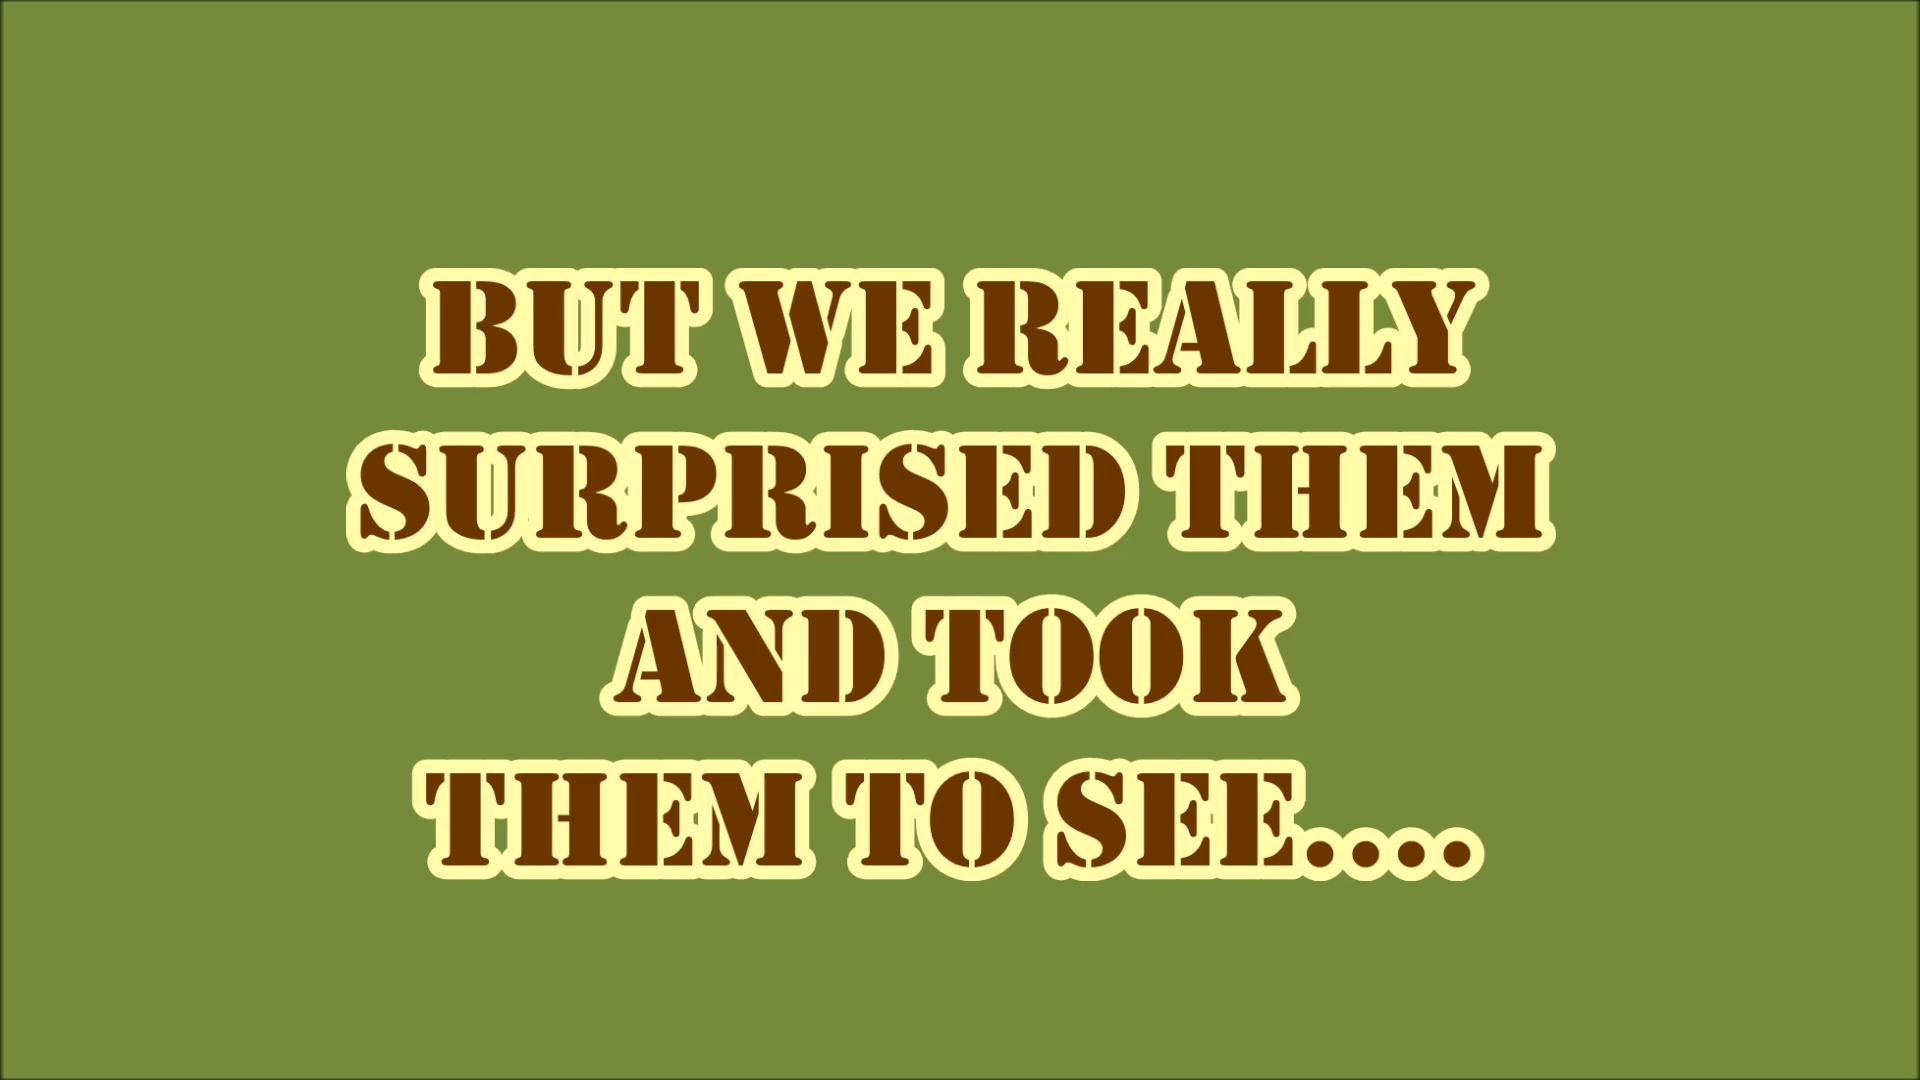 BUT WE REALLY
SURPRISED THEM
AND TOOK
THEM TO SEE....